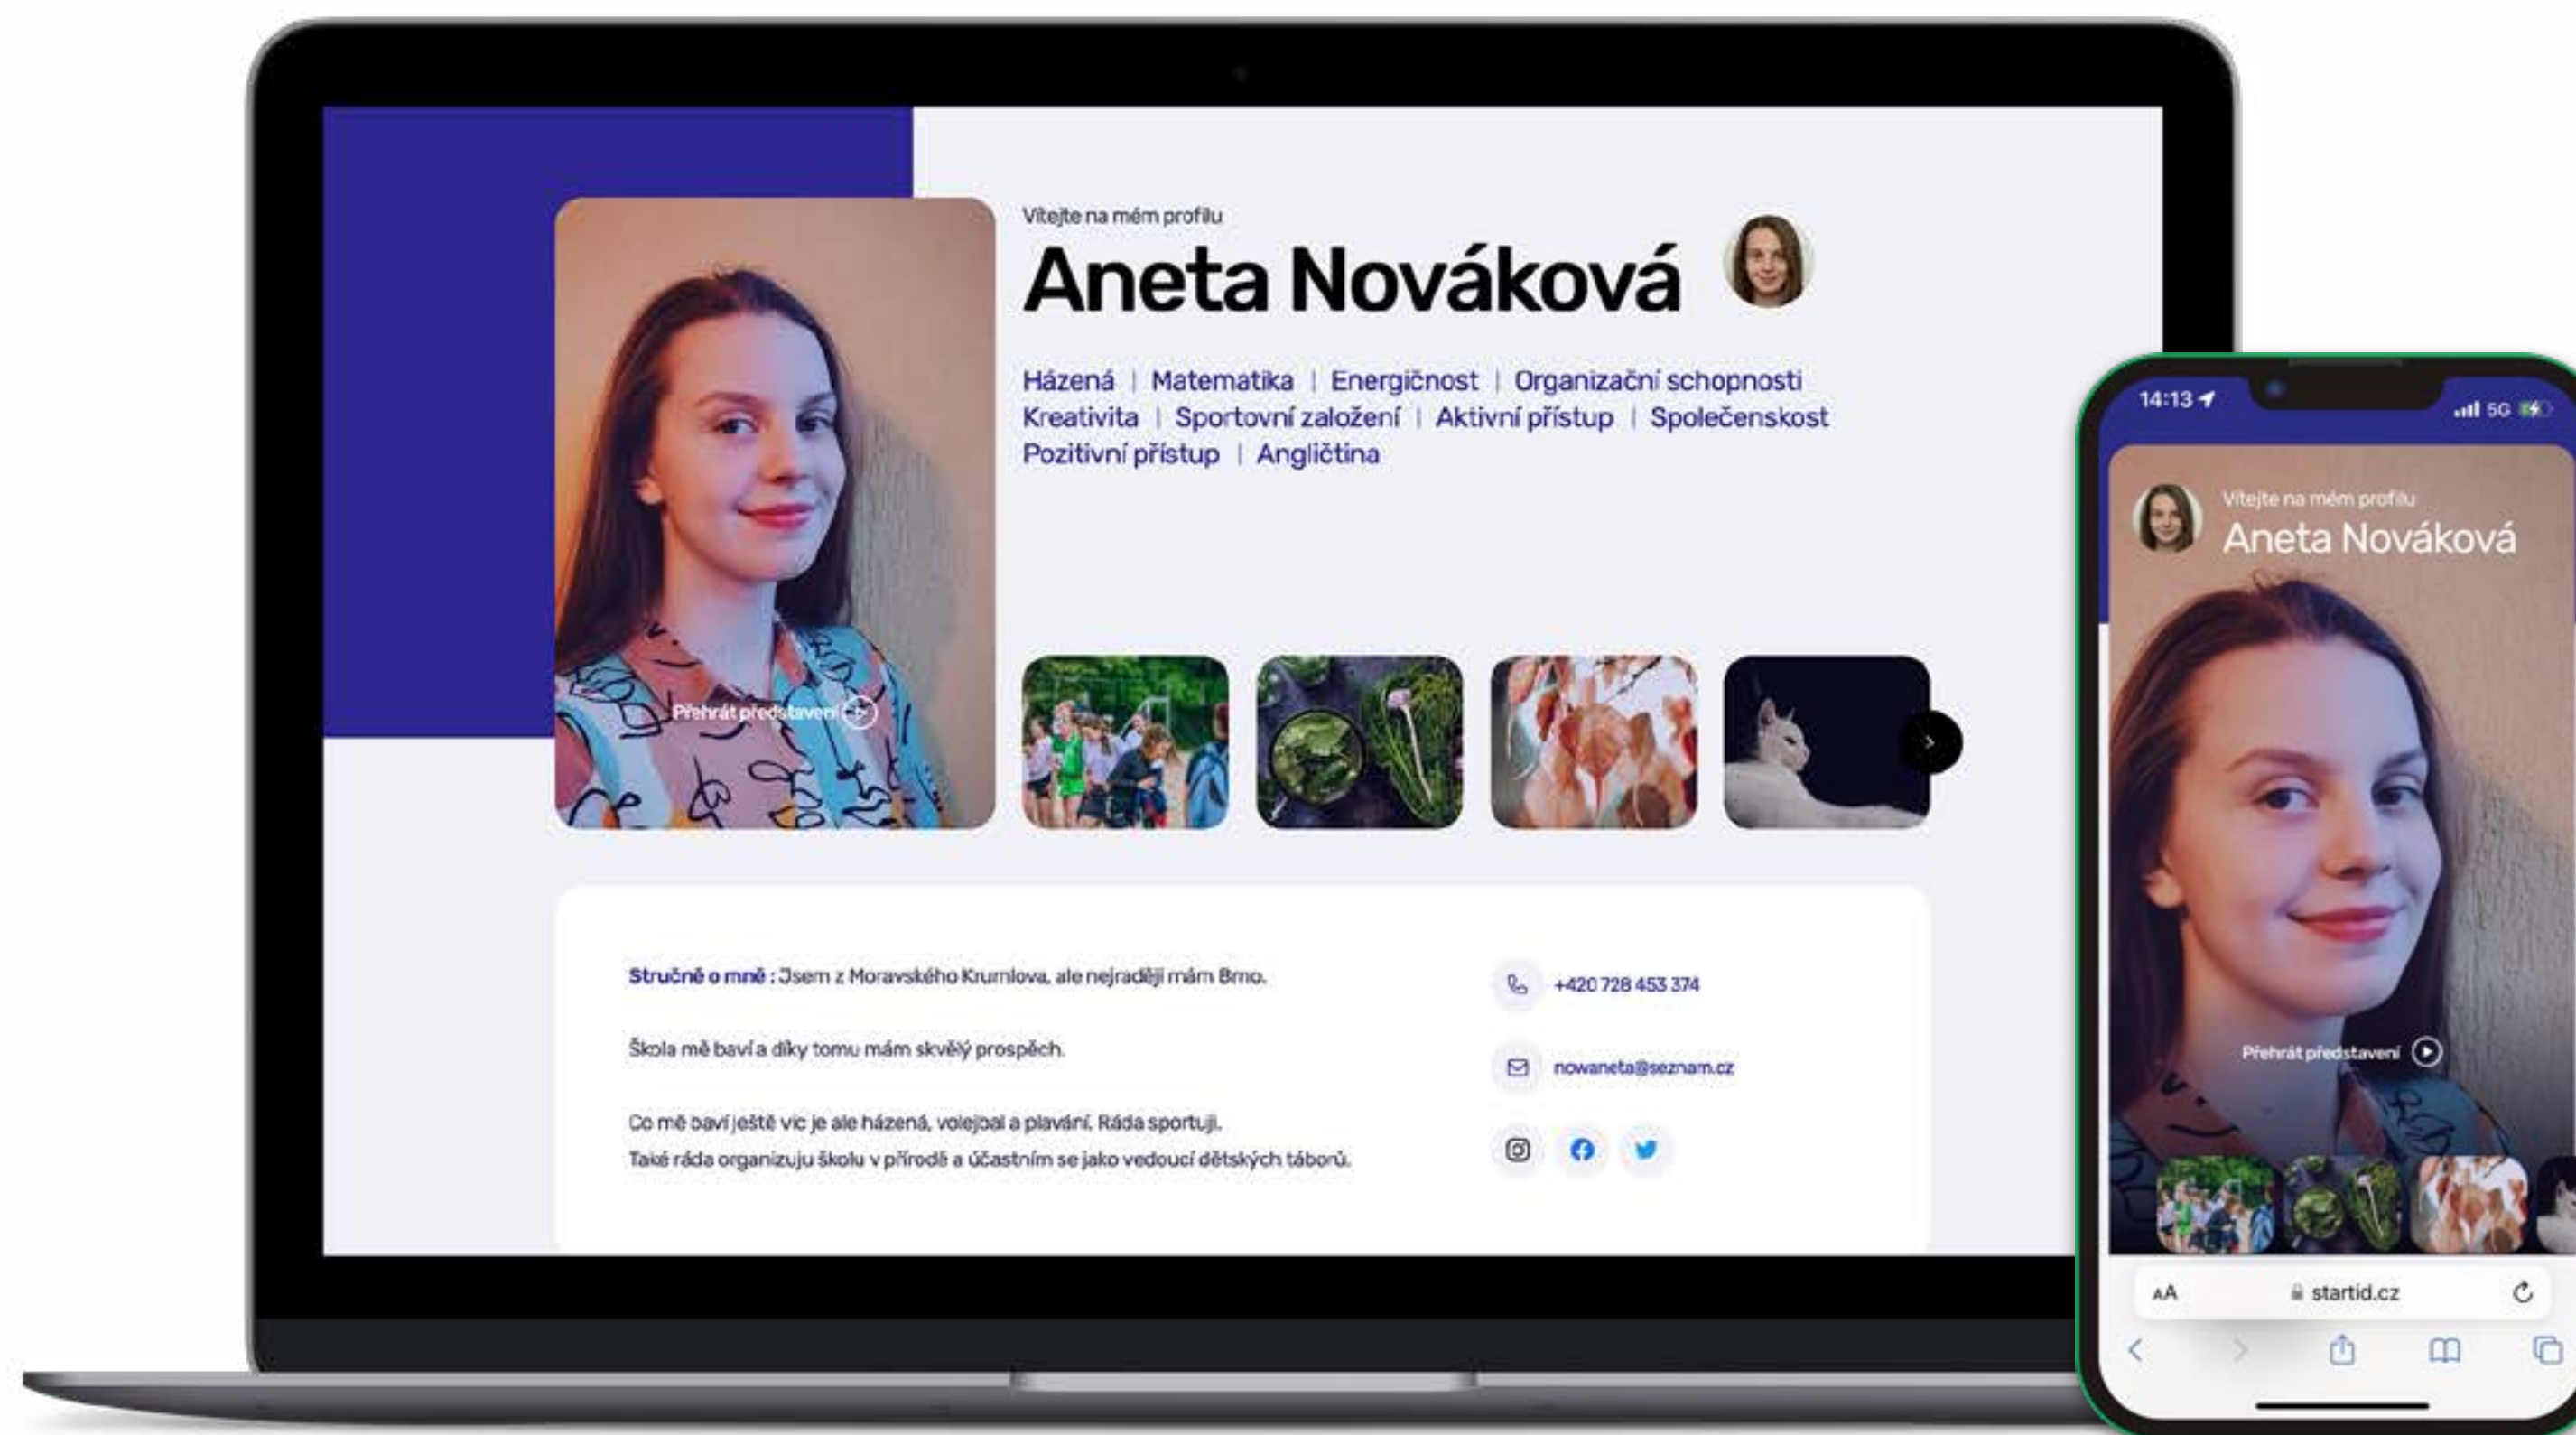 Vítejte na mém profilu
Aneta Nováková
Házená | Matematika | Energičnost | Organizační schopnosti
Kreativita | Sportovní založení | Aktivní přístup | Společenskost
Pozitivní přístup | Angličtina
Přehrát představení
Stručně o mně : Jsem z Moravského Krumlova, ale nejraději mám Brno.
Škola mě baví a díky tomu mám skvělý prospěch.
Co mě baví ještě víc je ale házená, volejbal a plavání. Ráda sportuji.
Také ráda organizuju školu v přírodě a účastním se jako vedoucí dětských táborů.
+420 728 453 374
nowaneta@seznam.cz
14:13
5G
Vítejte na mém profilu
Aneta Nováková
Přehrát představení
AA
startid.cz